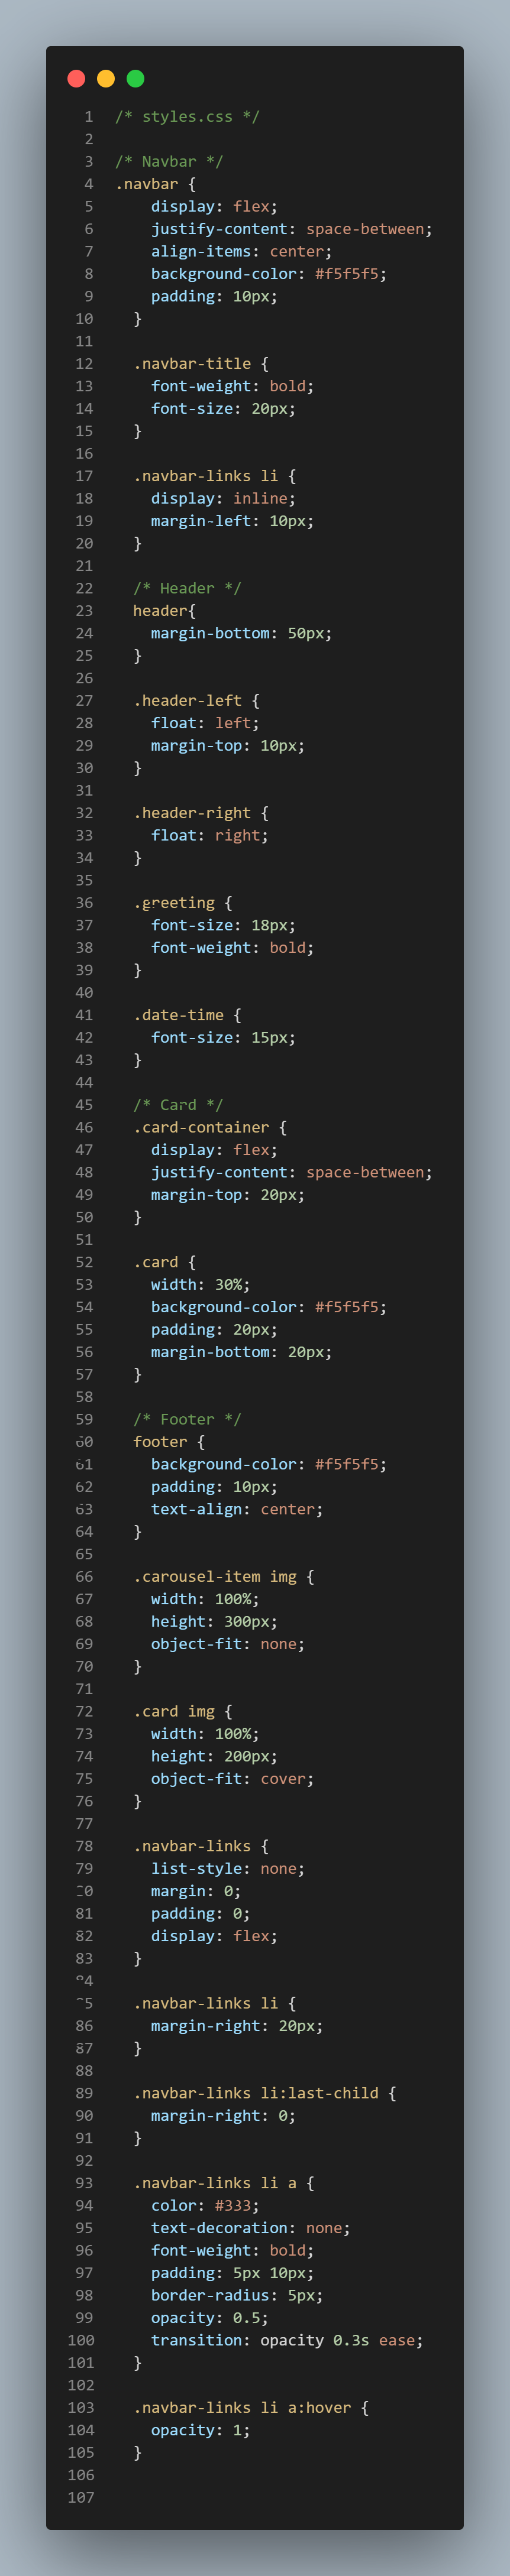 1 /* styles.css */
2
3 /* Navbar */
4 .navbar {
5     display: flex;
6     justify-content: space-between;
7     align-items: center;
8     background-color: #f5f5f5;
9     padding: 10px;
10   }
11
12   .navbar-title {
13     font-weight: bold;
14     font-size: 20px;
15   }
16
17   .navbar-links li {
18     display: inline;
19     margin-left: 10px;
20   }
21
22   /* Header */
23   header{
24     margin-bottom: 50px;
25   }
26
27   .header-left {
28     float: left;
29     margin-top: 10px;
30   }
31
32   .header-right {
33     float: right;
34   }
35
36   .greeting {
37     font-size: 18px;
38     font-weight: bold;
39   }
40
41   .date-time {
42     font-size: 15px;
43   }
44
45   /* Card */
46   .card-container {
47     display: flex;
48     justify-content: space-between;
49     margin-top: 20px;
50   }
51
52   .card {
53     width: 30%;
54     background-color: #f5f5f5;
55     padding: 20px;
56     margin-bottom: 20px;
57   }
58
59   /* Footer */
60   footer {
61     background-color: #f5f5f5;
62     padding: 10px;
63     text-align: center;
64   }
65
66   .carousel-item img {
67     width: 100%;
68     height: 300px;
69     object-fit: none;
70   }
71
72   .card img {
73     width: 100%;
74     height: 200px;
75     object-fit: cover;
76   }
77
78   .navbar-links {
79     list-style: none;
80     margin: 0;
81     padding: 0;
82     display: flex;
83   }
84
85   .navbar-links li {
86     margin-right: 20px;
87   }
88
89   .navbar-links li:last-child {
90     margin-right: 0;
91   }
92
93   .navbar-links li a {
94     color: #333;
95     text-decoration: none;
96     font-weight: bold;
97     padding: 5px 10px;
98     border-radius: 5px;
99     opacity: 0.5;
100     transition: opacity 0.3s ease;
101   }
102
103   .navbar-links li a:hover {
104     opacity: 1;
105   }
106
107